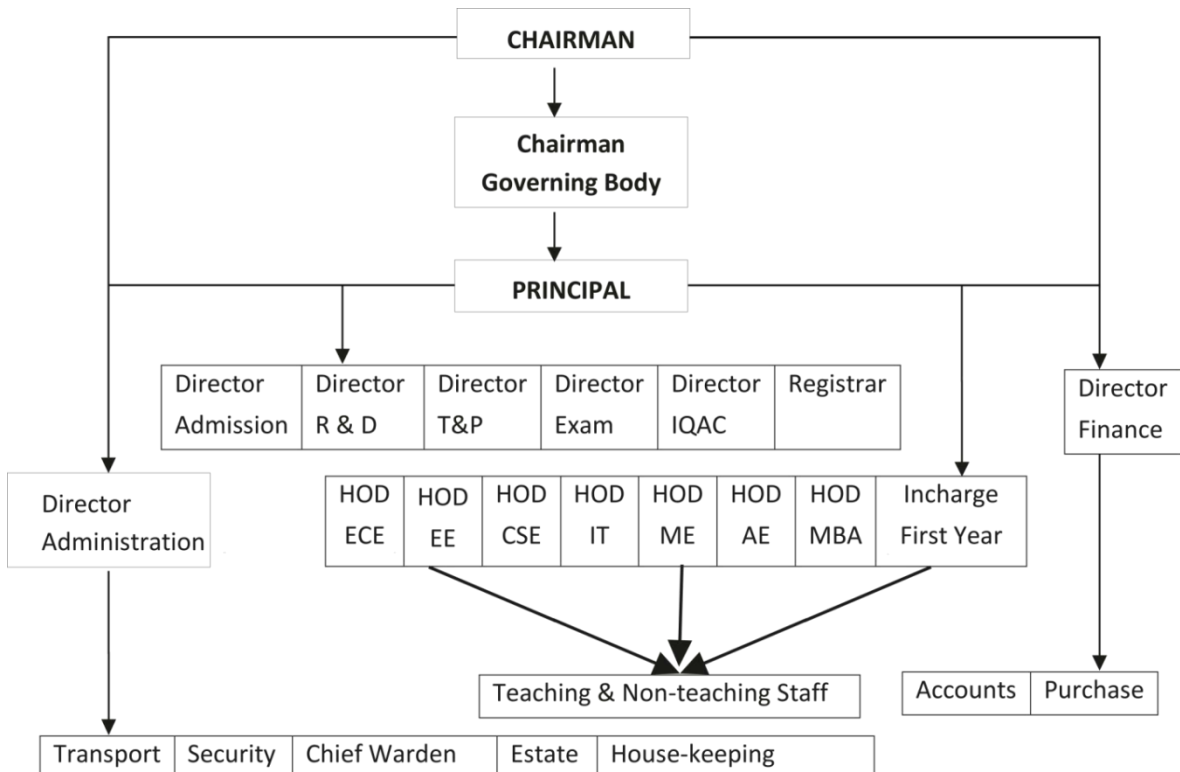 CHAIRMAN
Chairman
Governing Body
PRINCIPAL
Director
Admission
Director
R & D
Director
T&P
Director
Exam
Director
IQAC
Registrar
Director
Finance
Director
Administration
HOD
ECE
HOD
EE
HOD
CSE
HOD
IT
HOD
ME
HOD
AE
HOD
MBA
Incharge
First Year
Teaching & Non-teaching Staff
Accounts
Purchase
Transport
Security
Chief Warden
Estate
House-keeping